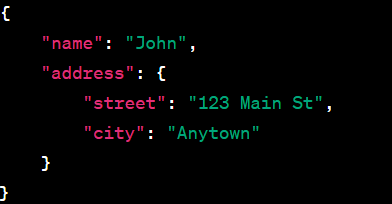 {
    "name": "John",
    "address": {
        "street": "123 Main St",
        "city": "Anytown"
    }
}